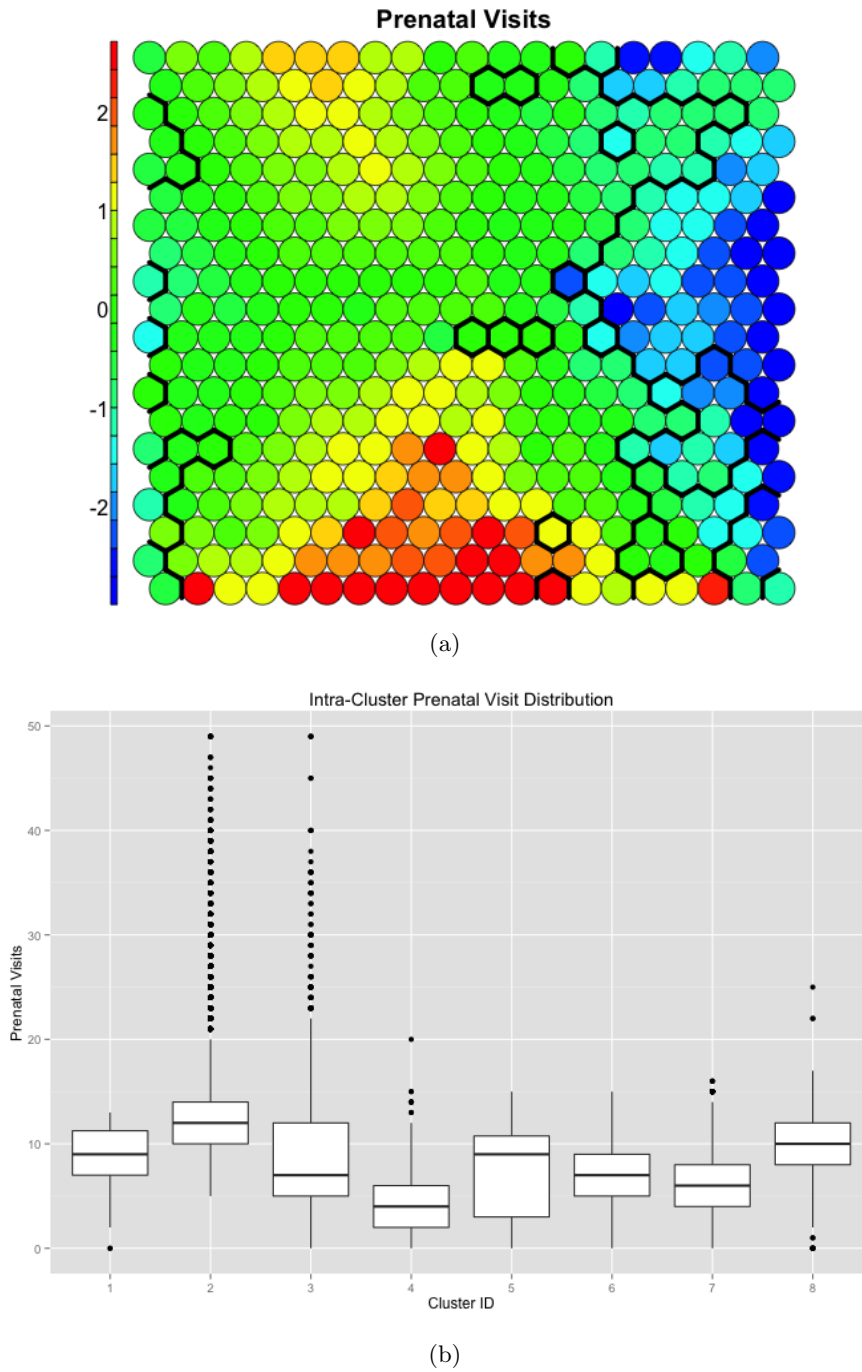 Prenatal Visits
2
1
0
-1
-2
(a)
Intra-Cluster Prenatal Visit Distribution
50
40
30
20
10
0
Prenatal Visits
1 2 3 4 5 6 7 8
Cluster ID
(b)